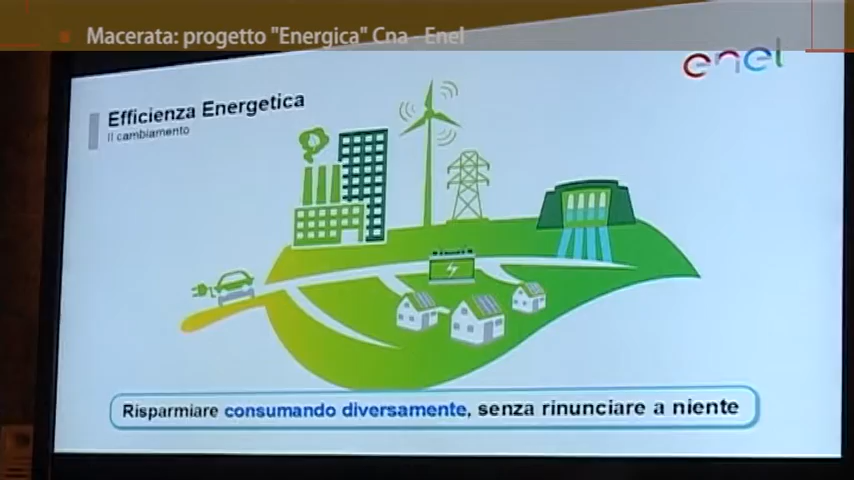 Macerata: progetto "Energica" Cna - Enel
enel
Efficienza Energetica
Il cambiamento
Risparmiare consumando diversamente, senza rinunciare a niente